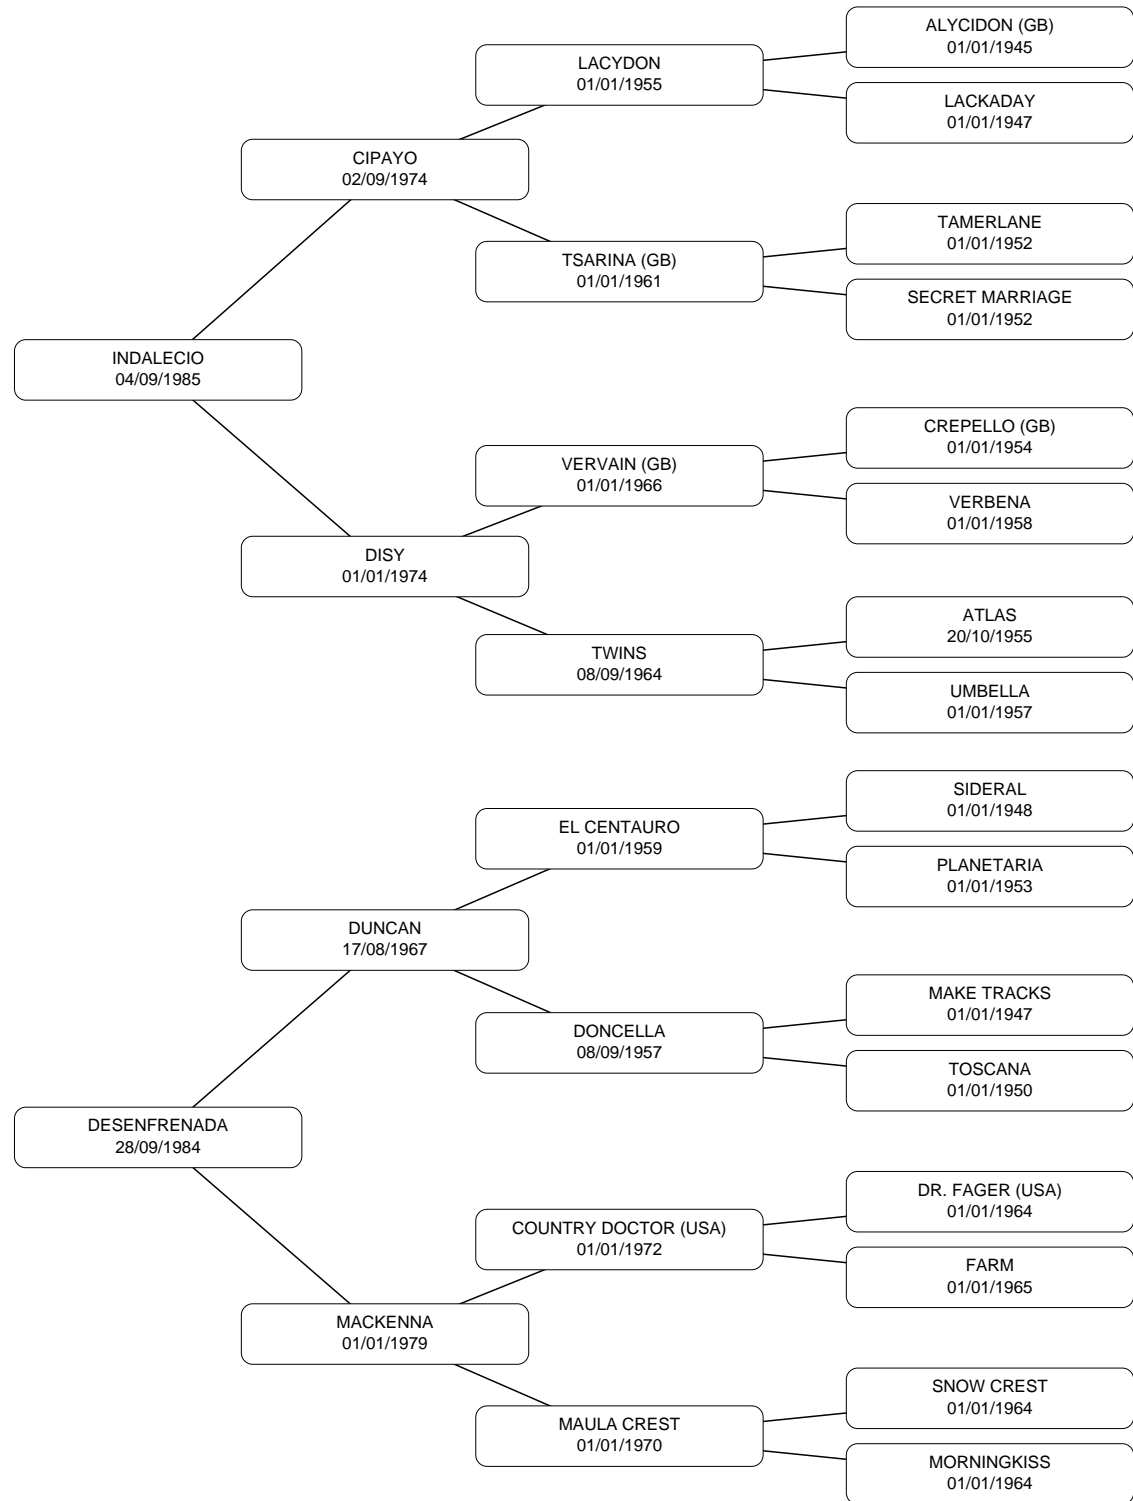 ALYCIDON (GB)
01/01/1945
LACYDON
01/01/1955
LACKADAY
01/01/1947
CIPAYO
02/09/1974
TAMERLANE
01/01/1952
TSARINA (GB)
01/01/1961
SECRET MARRIAGE
01/01/1952
INDALECIO
04/09/1985
CREPELLO (GB)
01/01/1954
VERVAIN (GB)
01/01/1966
VERBENA
01/01/1958
DISY
01/01/1974
ATLAS
20/10/1955
TWINS
08/09/1964
UMBELLA
01/01/1957
SIDERAL
01/01/1948
EL CENTAURO
01/01/1959
PLANETARIA
01/01/1953
DUNCAN
17/08/1967
MAKE TRACKS
01/01/1947
DONCELLA
08/09/1957
TOSCANA
01/01/1950
DESENFRENADA
28/09/1984
DR. FAGER (USA)
01/01/1964
COUNTRY DOCTOR (USA)
01/01/1972
FARM
01/01/1965
MACKENNA
01/01/1979
SNOW CREST
01/01/1964
MAULA CREST
01/01/1970
MORNINGKISS
01/01/1964